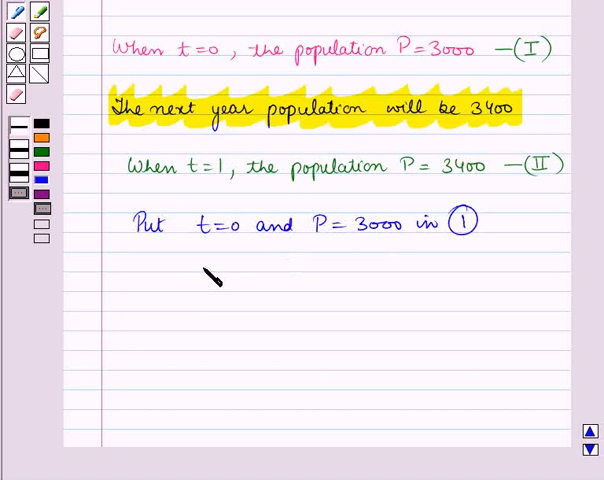 When t=0, the population P=3000 —(I)
The next year population will be 3400
When t=1, the population P= 3400 —(II)
Put t=0 and P= 3000 in ①